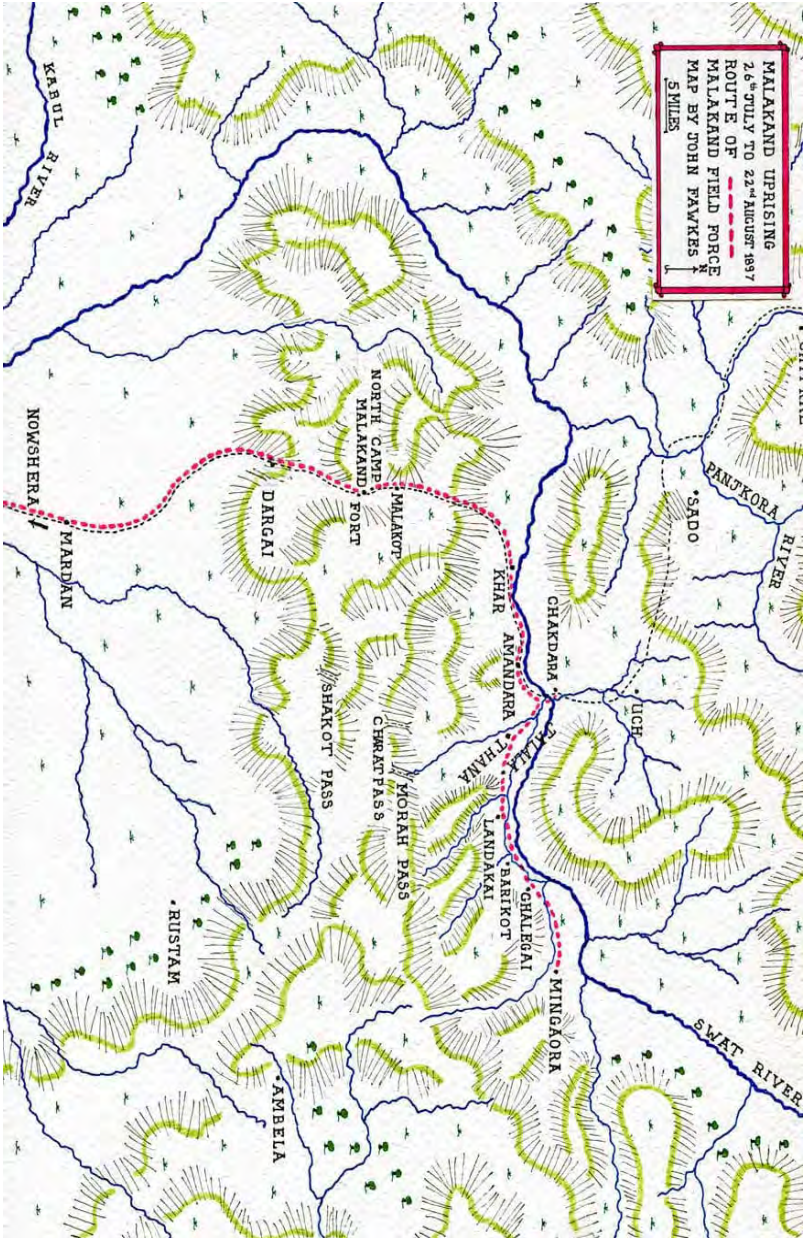 MALAKAND UPRISING
26th JULY TO 22nd AUGUST 1897
ROUTE OF
MALAKAND FIELD FORCE
MAP BY JOHN FAWKES
5 MILES
N
PANJKORA
RIVER
SADO
UCH
SWAT RIVER
CHAKDARA
AMANDARA
KHAR
THANA
LANDAKAI
BARIKOT
GHALEGAI
MINGAORA
MALAKOT
NORTH CAMP
MALAKAND
FORT
MORAH PASS
CHARAT PASS
SHAKOT PASS
DARGAI
AMBELA
RUSTAM
MARDAN
NOWSHERA
KABUL RIVER